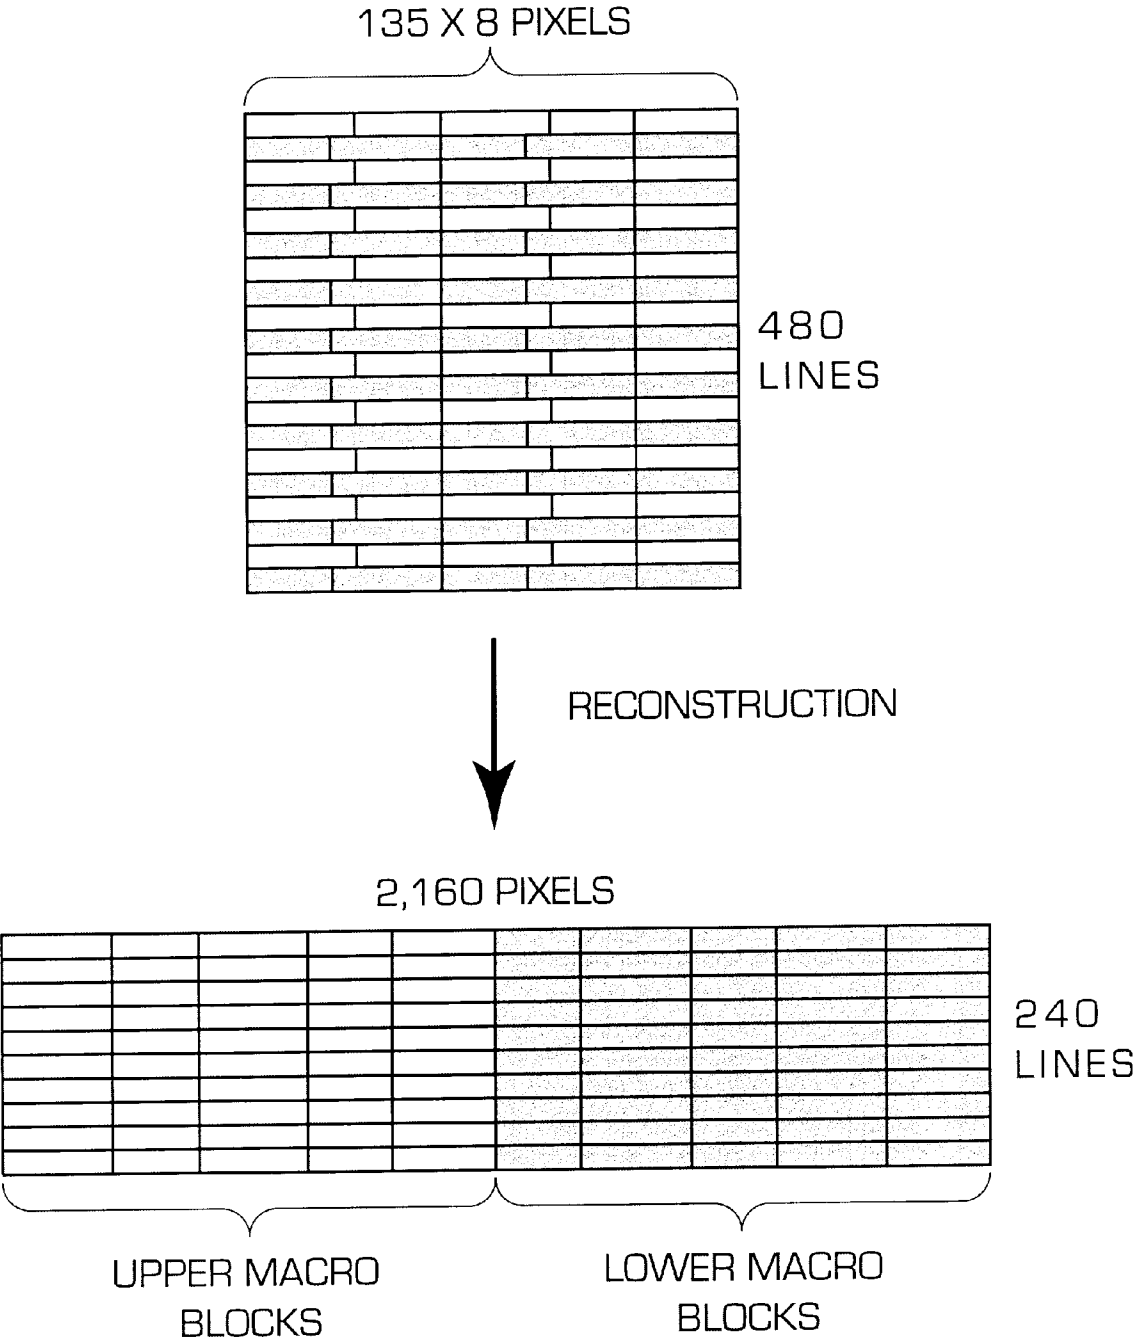 135 X 8 PIXELS
480
LINES
RECONSTRUCTION
2,160 PIXELS
240
LINES
UPPER MACRO
BLOCKS
LOWER MACRO
BLOCKS